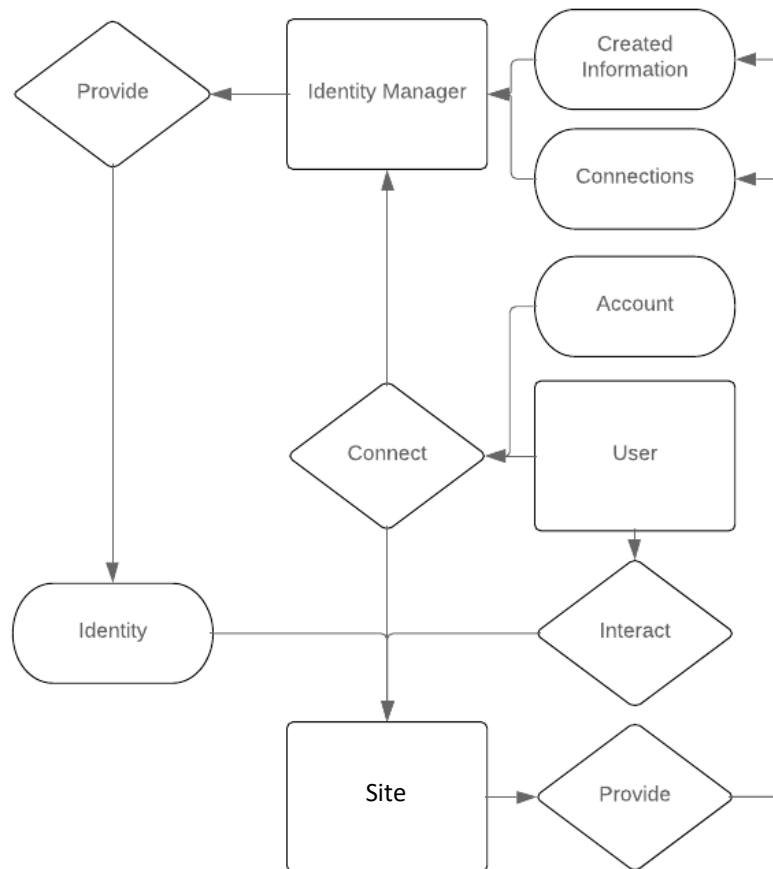 Created
Information
Provide
Identity Manager
Connections
Account
Connect
User
Identity
Interact
Site
Provide